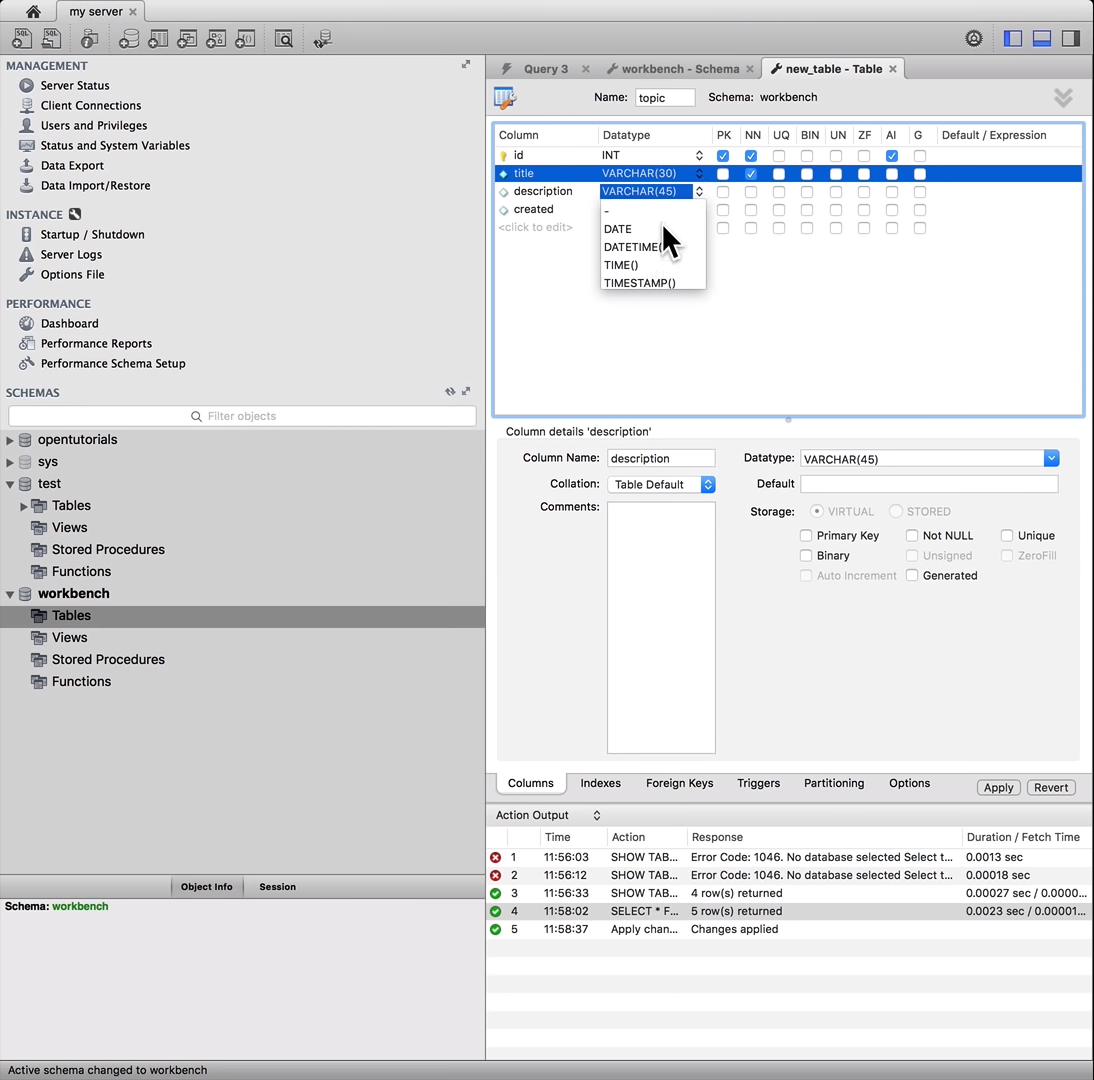 my server
SQL
SQL
MANAGEMENT
Server Status
Client Connections
Users and Privileges
Status and System Variables
Data Export
Data Import/Restore
INSTANCE
Startup / Shutdown
Server Logs
Options File
PERFORMANCE
Dashboard
Performance Reports
Performance Schema Setup
SCHEMAS
Filter objects
opentutorials
sys
test
Tables
Views
Stored Procedures
Functions
workbench
Tables
Views
Stored Procedures
Functions
Object Info Session
Schema: workbench
Query 3 workbench - Schema new_table - Table
Name: topic Schema: workbench
Column Datatype PK NN UQ BIN UN ZF AI G Default / Expression
id INT
title VARCHAR(30)
description VARCHAR(45)
created -
<click to edit> DATE
DATETIME(
TIME()
TIMESTAMP()
Column details 'description'
Column Name: description Datatype: VARCHAR(45)
Collation: Table Default Default
Comments: Storage: VIRTUAL STORED
Primary Key Not NULL Unique
Binary Unsigned ZeroFill
Auto Increment Generated
Columns Indexes Foreign Keys Triggers Partitioning Options Apply Revert
Action Output
Time Action Response Duration / Fetch Time
1 11:56:03 SHOW TAB... Error Code: 1046. No database selected Select t... 0.0013 sec
2 11:56:12 SHOW TAB... Error Code: 1046. No database selected Select t... 0.00018 sec
3 11:56:33 SHOW TAB... 4 row(s) returned 0.00027 sec / 0.0000...
4 11:58:02 SELECT * F... 5 row(s) returned 0.0023 sec / 0.00001...
5 11:58:37 Apply chan... Changes applied
Active schema changed to workbench